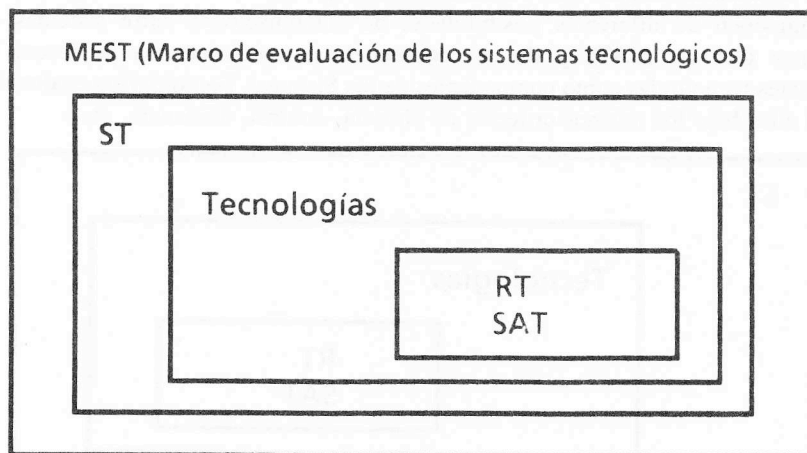 MEST (Marco de evaluación de los sistemas tecnológicos)
ST
Tecnologías
RT
SAT